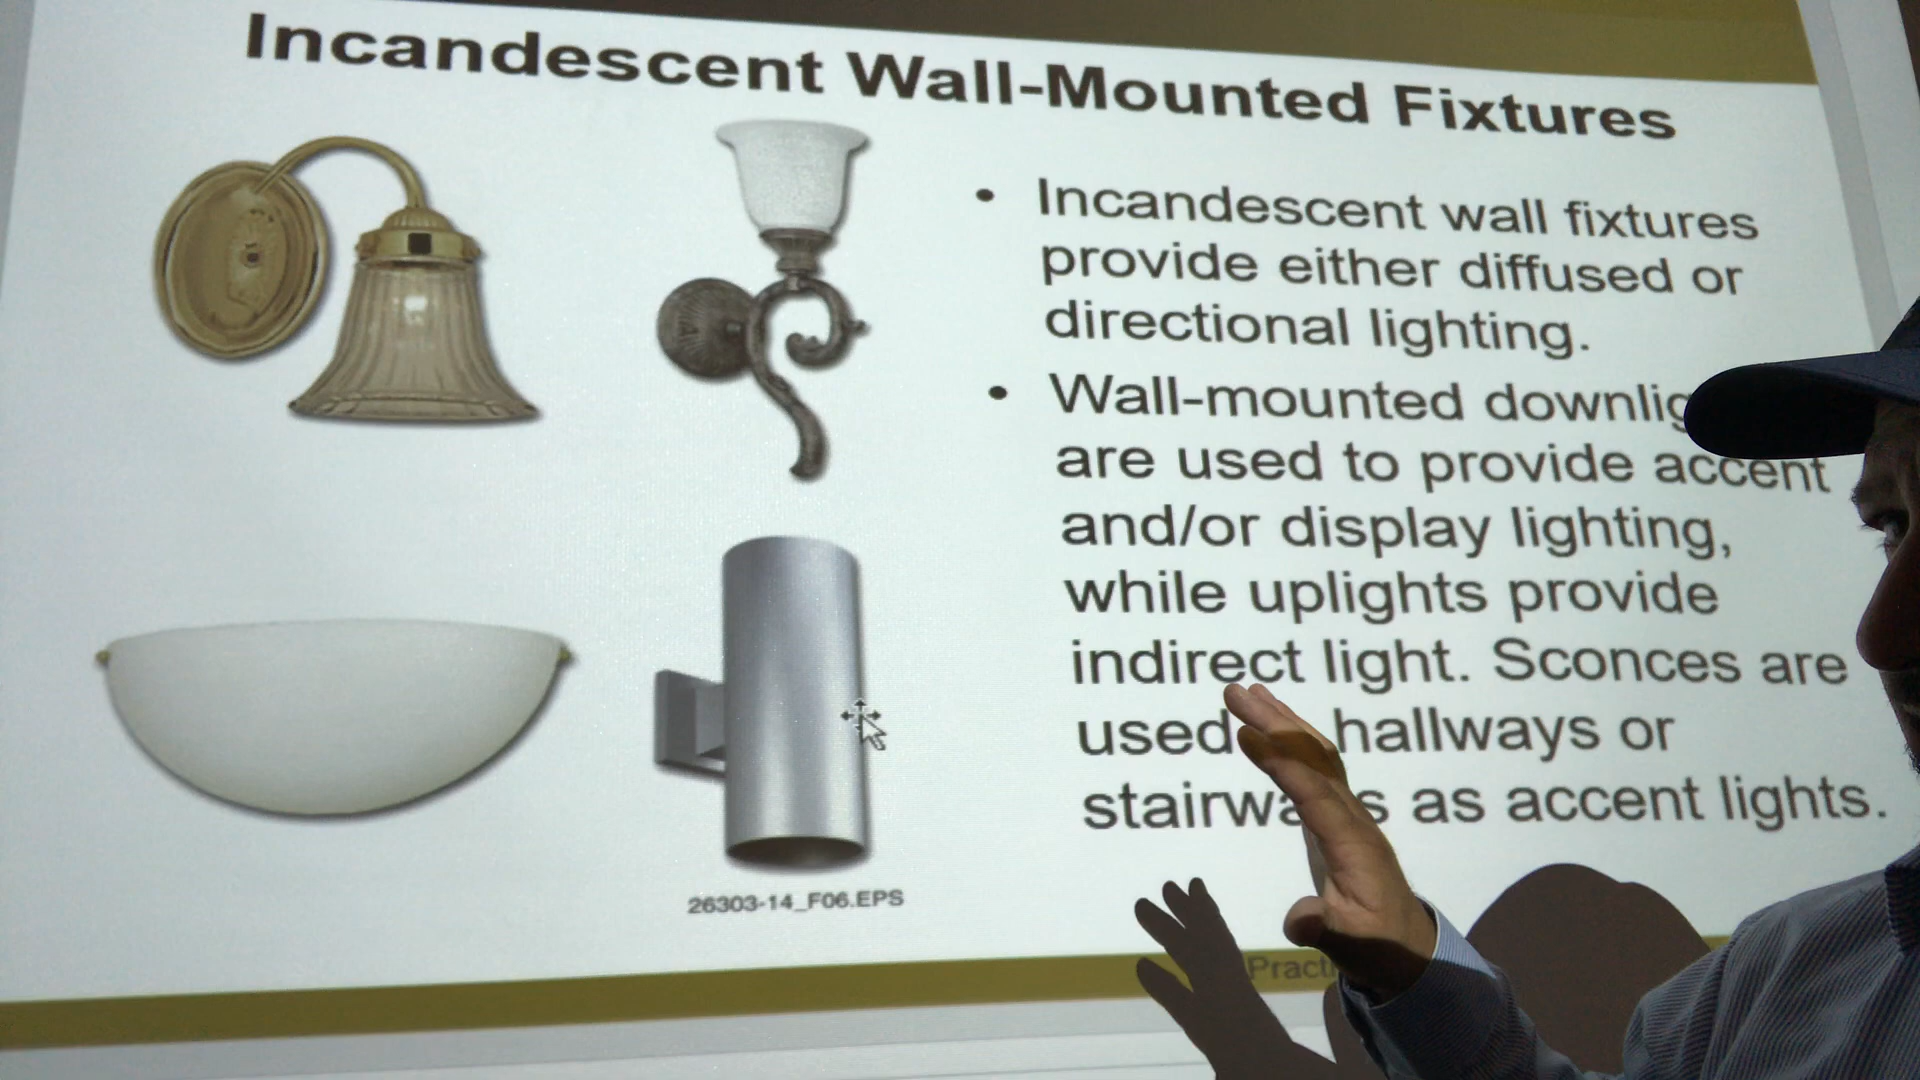 Incandescent Wall-Mounted Fixtures
• Incandescent wall fixtures
provide either diffused or
directional lighting.
• Wall-mounted
are used to provide accent
and/or display lighting,
while uplights provide
indirect light. Sconces are
used hallways or
as accent lights.
26303-14_F06.EPS